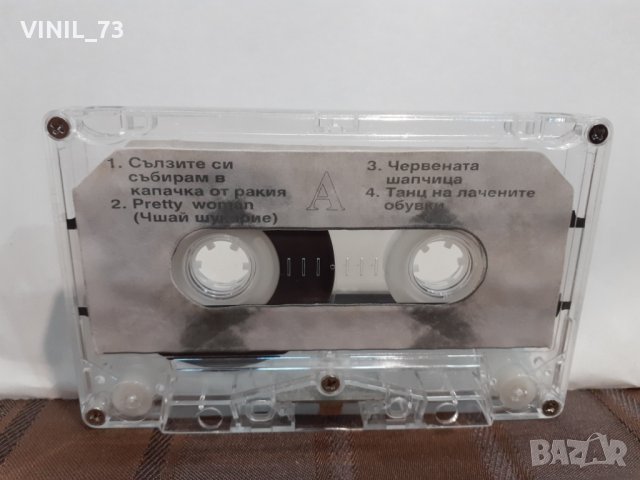 VINIL_73
1. Сълзите си
събирам в
капачка от ракия
2. Pretty woman
(Чшай шукарие)
A
3. Червената
шапчица
4. Танц на лачените
обувки
BAZAR